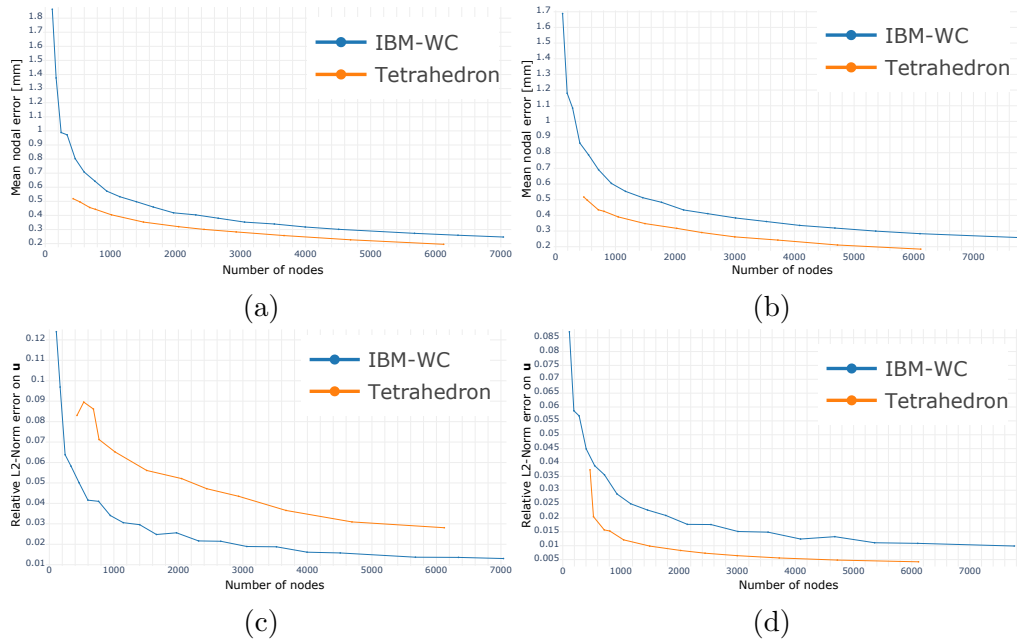 1.8
1.7
1.6
1.5
1.4
1.3
1.2
1.1
1
0.9
0.8
0.7
0.6
0.5
0.4
0.3
0.2
Mean nodal error [mm]
IBM-WC
Tetrahedron
0 1000 2000 3000 4000 5000 6000 7000
Number of nodes
(a)
1.7
1.6
1.5
1.4
1.3
1.2
1.1
1
0.9
0.8
0.7
0.6
0.5
0.4
0.3
0.2
Mean nodal error [mm]
IBM-WC
Tetrahedron
0 1000 2000 3000 4000 5000 6000 7000
Number of nodes
(b)
0.12
0.11
0.1
0.09
0.08
0.07
0.06
0.05
0.04
0.03
0.02
0.01
Relative L2-Norm error on u
IBM-WC
Tetrahedron
0 1000 2000 3000 4000 5000 6000 7000
Number of nodes
(c)
0.085
0.08
0.075
0.07
0.065
0.06
0.055
0.05
0.045
0.04
0.035
0.03
0.025
0.02
0.015
0.01
0.005
Relative L2-Norm error on u
IBM-WC
Tetrahedron
0 1000 2000 3000 4000 5000 6000 7000
Number of nodes
(d)